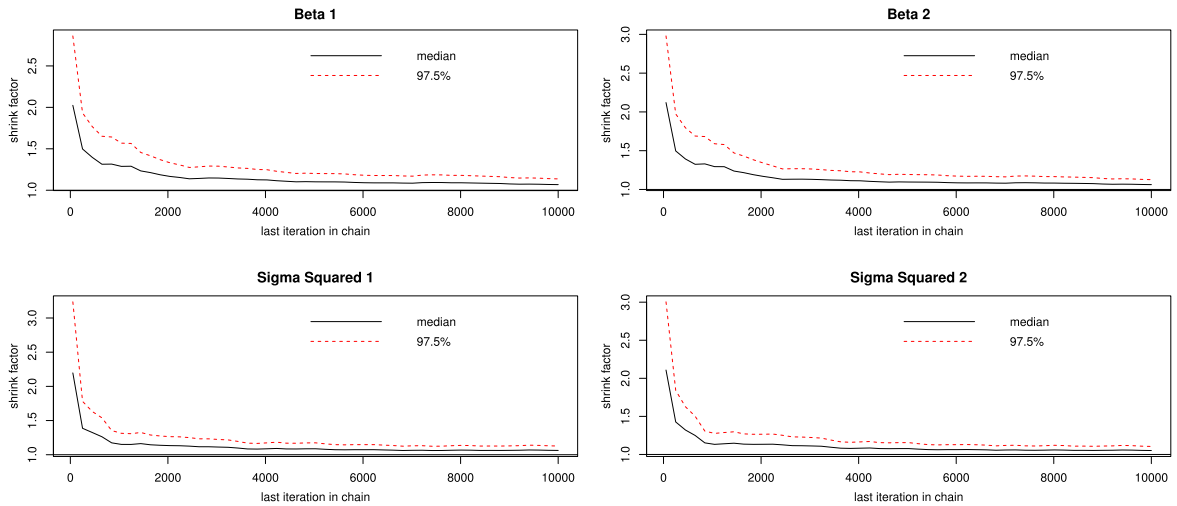 Beta 1
shrink factor
1.0 1.5 2.0 2.5
median
97.5%
0 2000 4000 6000 8000 10000
last iteration in chain
Beta 2
shrink factor
1.0 1.5 2.0 2.5 3.0
median
97.5%
0 2000 4000 6000 8000 10000
last iteration in chain
Sigma Squared 1
shrink factor
1.0 1.5 2.0 2.5 3.0
median
97.5%
0 2000 4000 6000 8000 10000
last iteration in chain
Sigma Squared 2
shrink factor
1.0 1.5 2.0 2.5 3.0
median
97.5%
0 2000 4000 6000 8000 10000
last iteration in chain